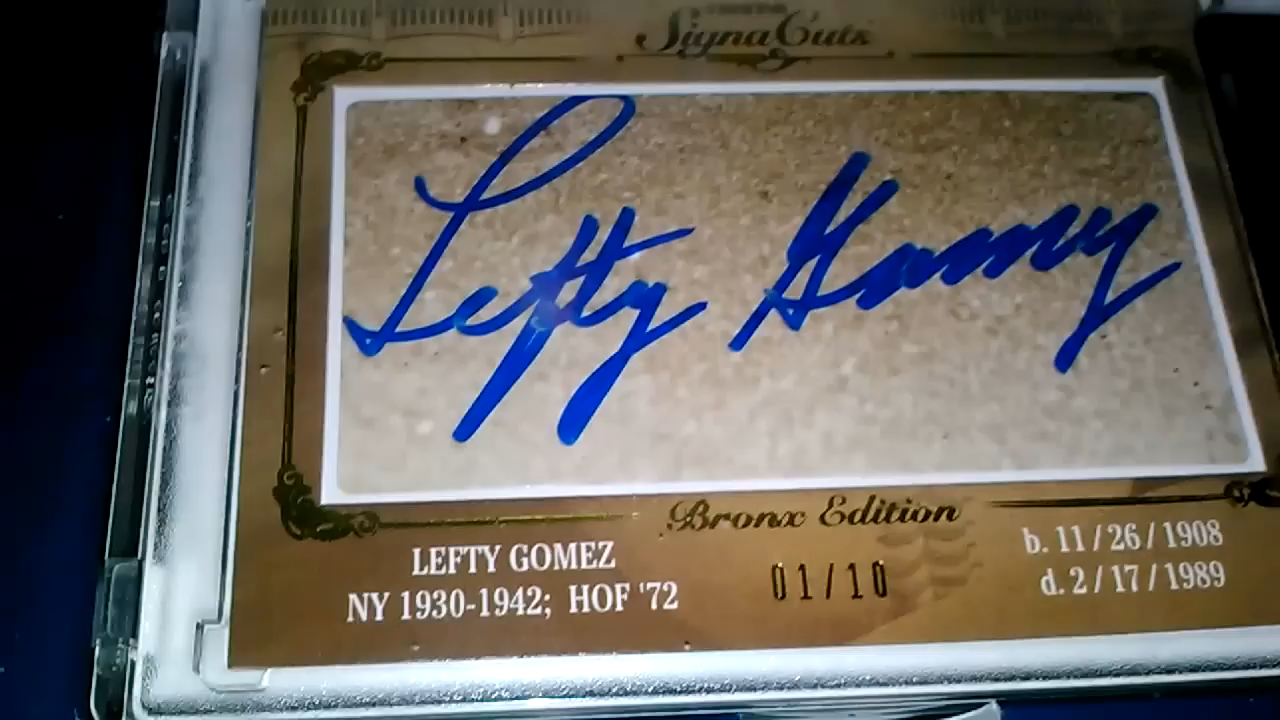 SignaCuts
Lefty Gomez
Bronx Edition
LEFTY GOMEZ
NY 1930-1942; HOF '72
01/10
b. 11/26/1908
d. 2/17/1989